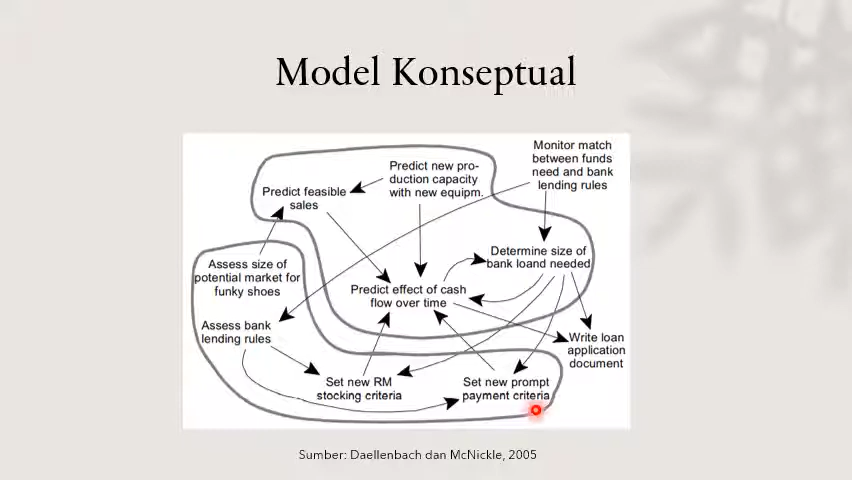 Model Konseptual
Monitor match
between funds
need and bank
lending rules
Predict new pro-
duction capacity
with new equipm.
Predict feasible
sales
Determine size of
bank loand needed
Assess size of
potential market for
funky shoes
Predict effect of cash
flow over time
Assess bank
lending rules
Write loan
application
document
Set new RM
stocking criteria
Set new prompt
payment criteria
Sumber: Daellenbach dan McNickle, 2005